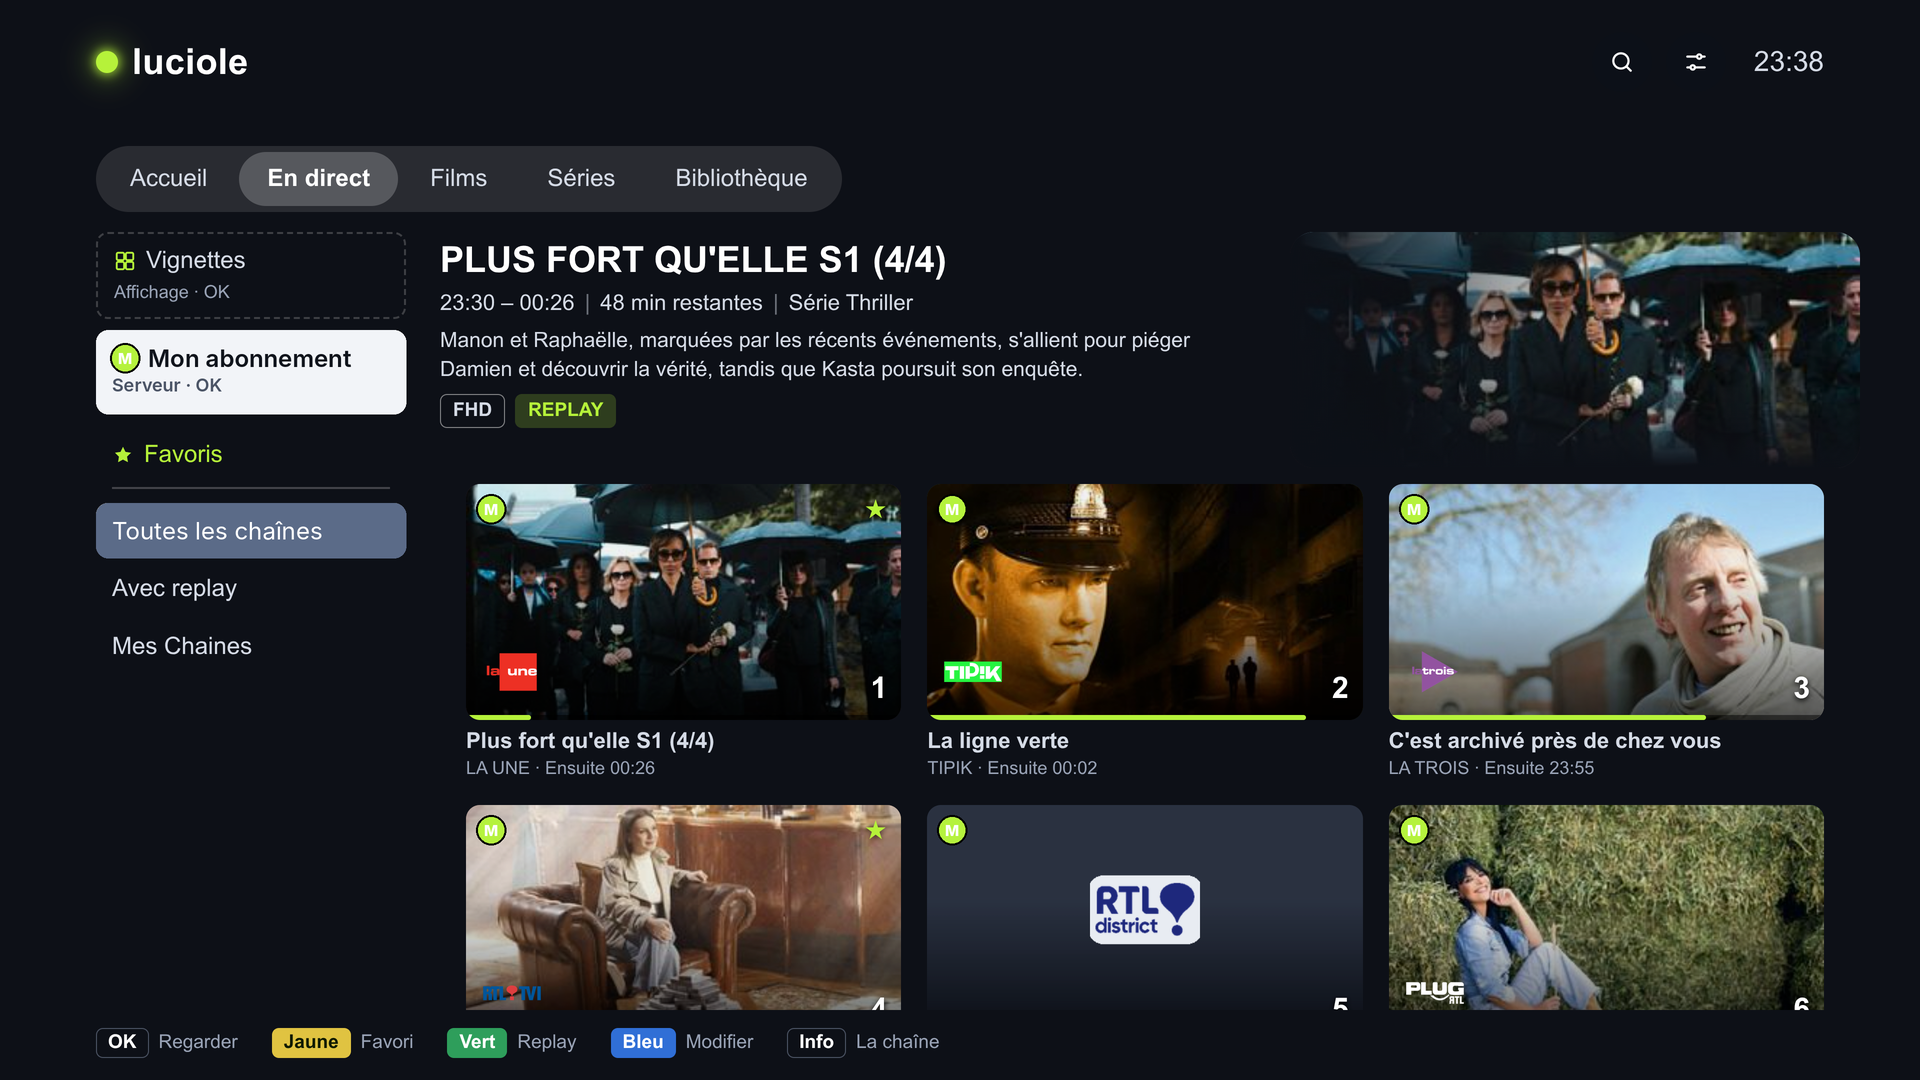 luciole
23:38
Accueil
En direct
Films
Séries
Bibliothèque
Vignettes
Affichage · OK
M Mon abonnement
Serveur · OK
Favoris
Toutes les chaînes
Avec replay
Mes Chaines
PLUS FORT QU'ELLE S1 (4/4)
23:30 – 00:26 | 48 min restantes | Série Thriller
Manon et Raphaëlle, marquées par les récents événements, s'allient pour piéger
Damien et découvrir la vérité, tandis que Kasta poursuit son enquête.
FHD REPLAY
M
la une
1
Plus fort qu'elle S1 (4/4)
LA UNE · Ensuite 00:26
M
TIPIK
2
La ligne verte
TIPIK · Ensuite 00:02
M
la trois
3
C'est archivé près de chez vous
LA TROIS · Ensuite 23:55
M
RTL TVI
4
M
RTL
district
5
M
PLUG
RTL
6
OK Regarder
Jaune Favori
Vert Replay
Bleu Modifier
Info La chaîne